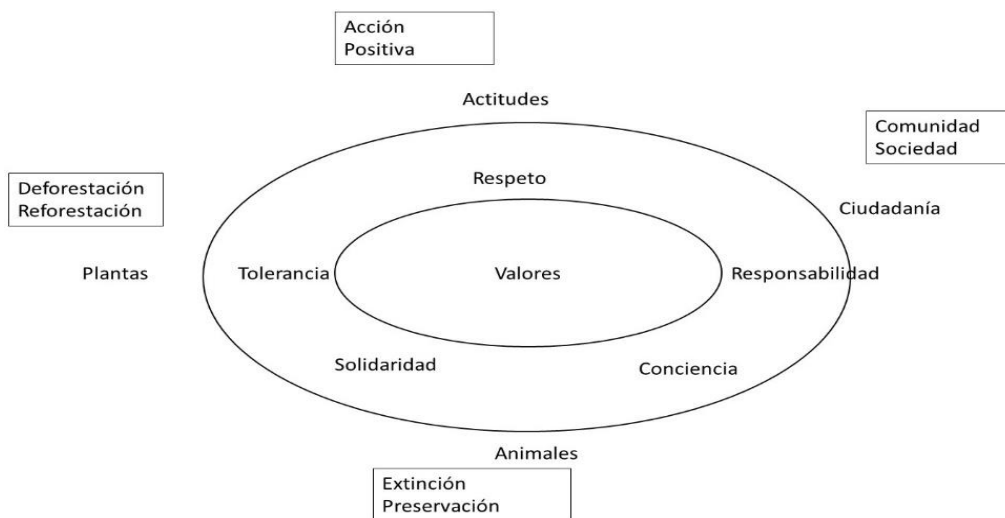 Acción
Positiva
Actitudes
Comunidad
Sociedad
Deforestación
Reforestación
Respeto
Ciudadanía
Plantas
Tolerancia
Valores
Responsabilidad
Solidaridad
Conciencia
Animales
Extinción
Preservación